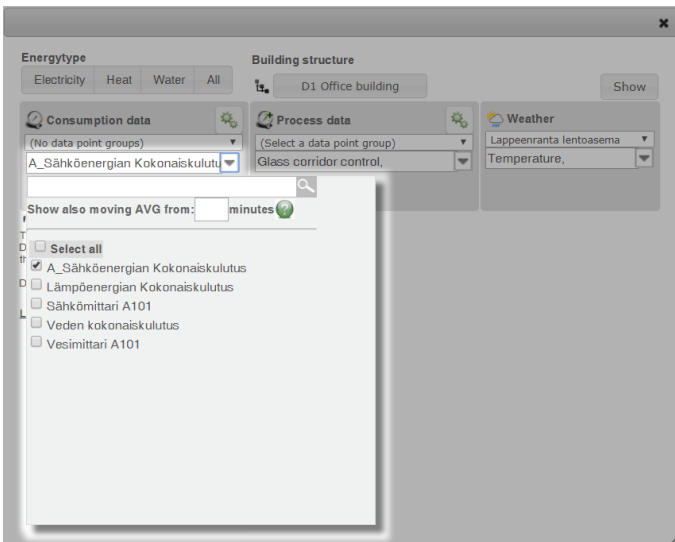 Energytype
Building structure
Electricity Heat Water All
D1 Office building
Show
Consumption data
Process data
Weather
(No data point groups)
(Select a data point group)
Lappeenranta lentoasema
A_Sähköenergian Kokonaiskulutu
Glass corridor control,
Temperature,
Show also moving AVG from: minutes
Select all
A_Sähköenergian Kokonaiskulutus
Lämpöenergian Kokonaiskulutus
Sähkömittari A101
Veden kokonaiskulutus
Vesimittari A101